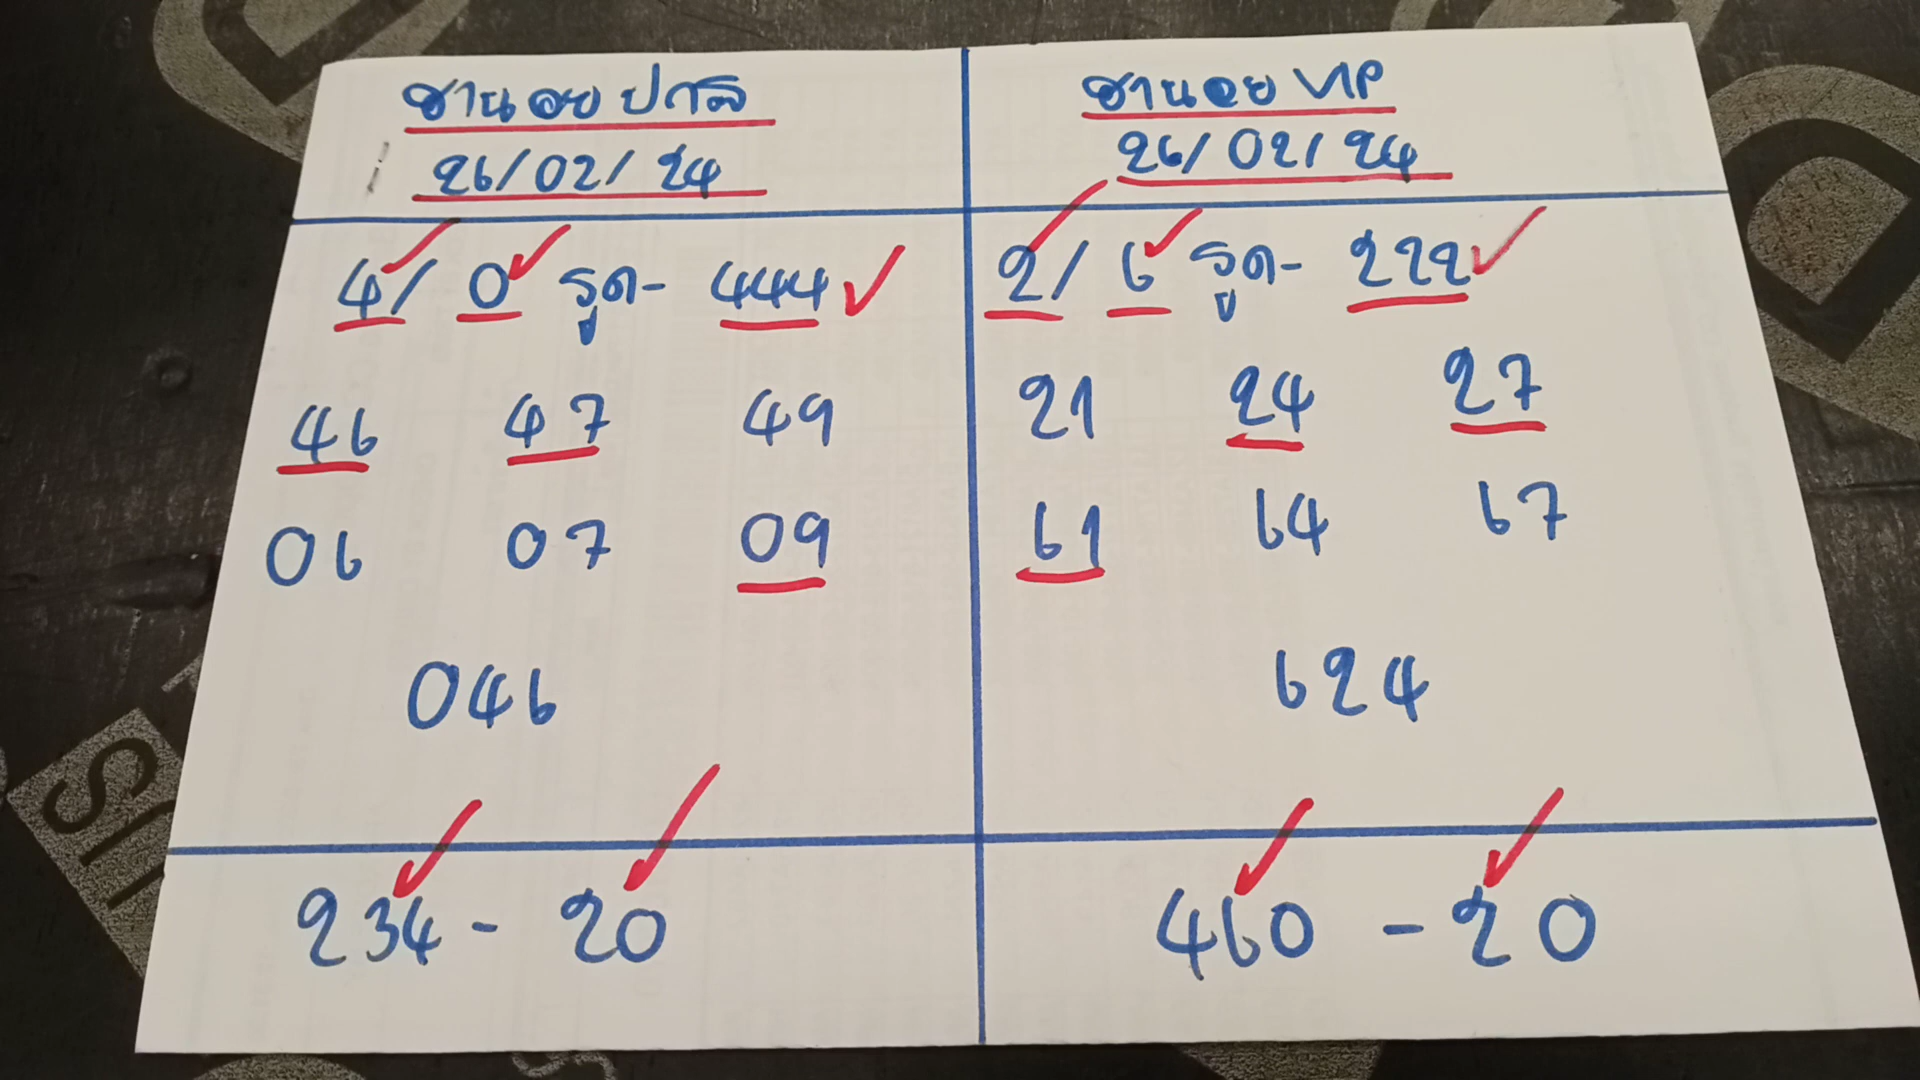 ฮานอย ปกติ
26/02/24
4/0 รูด- 444
46 47 49
06 07 09
046
234 - 20
ฮานอย VIP
26/02/24
2/6 รูด- 222
21 24 27
61 64 67
624
460 - 20